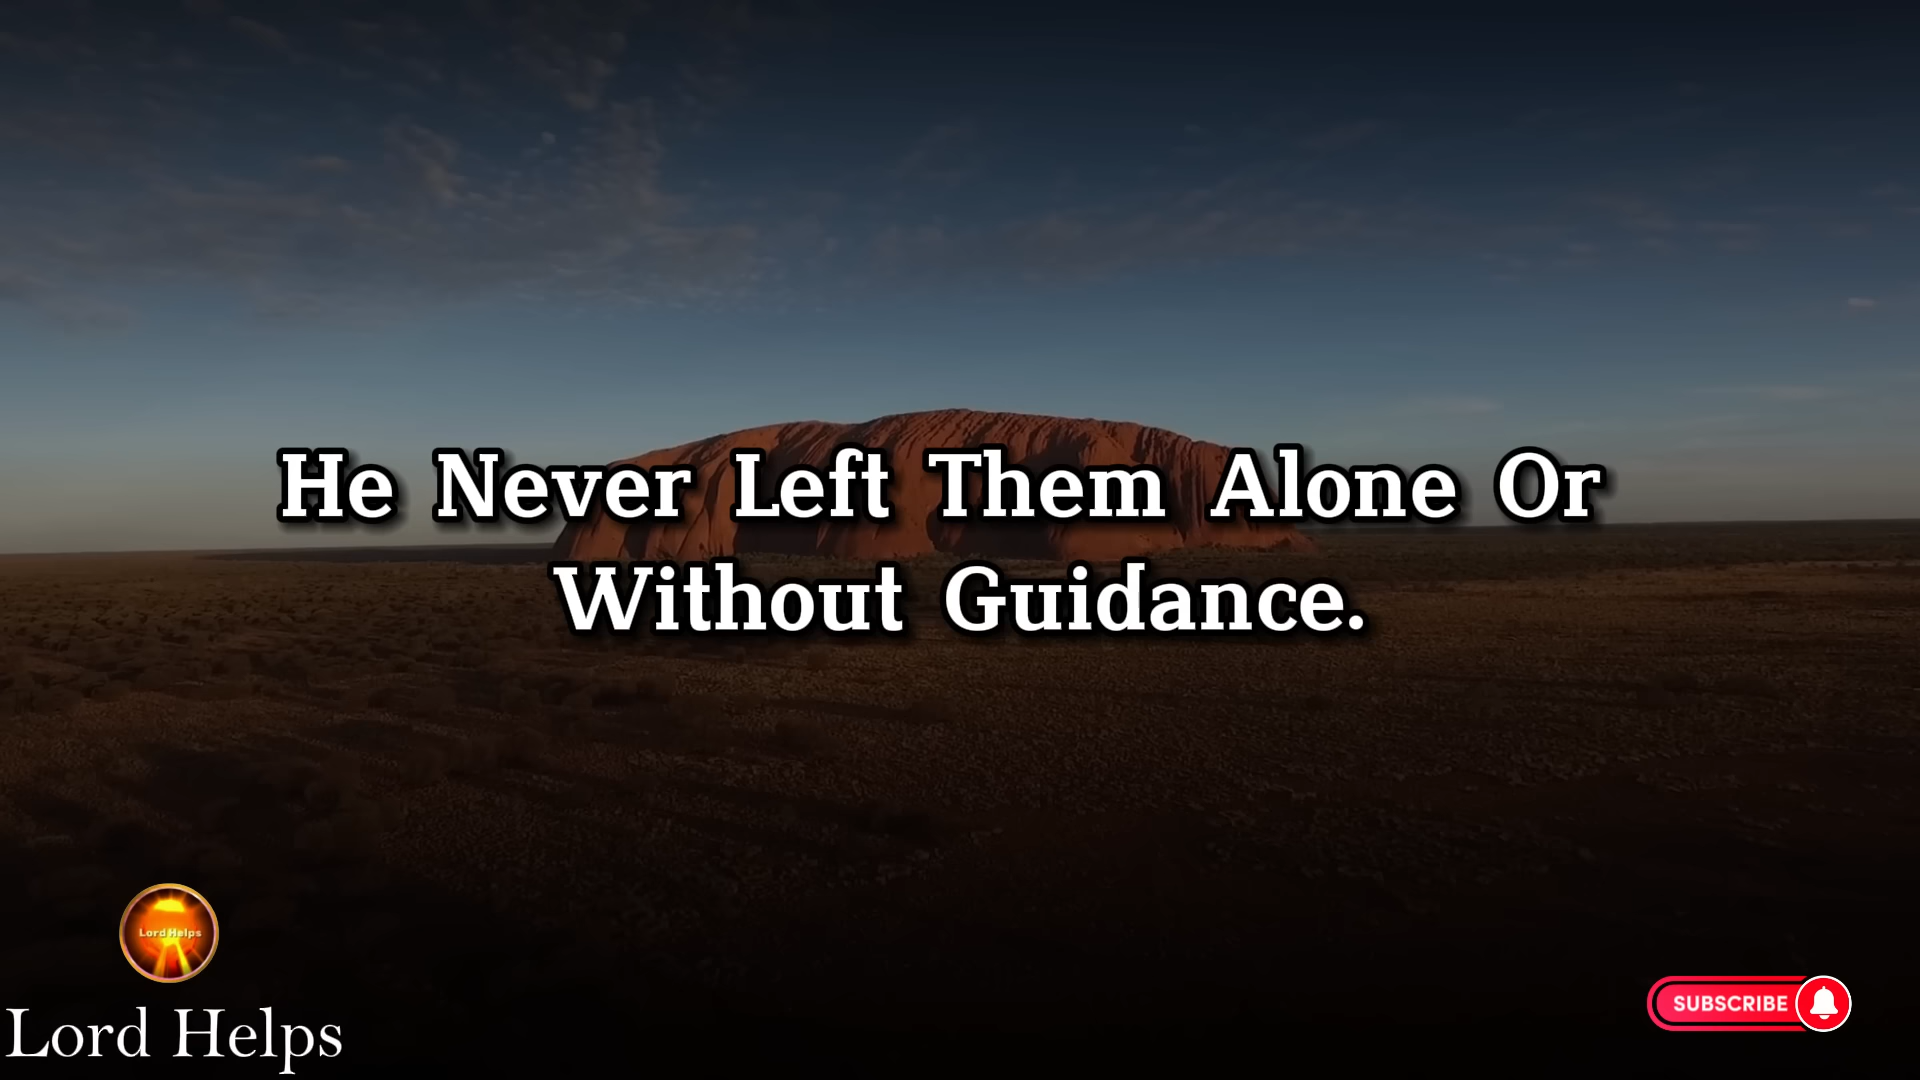 He Never Left Them Alone Or
Without Guidance.
Lord Helps
Lord Helps
SUBSCRIBE